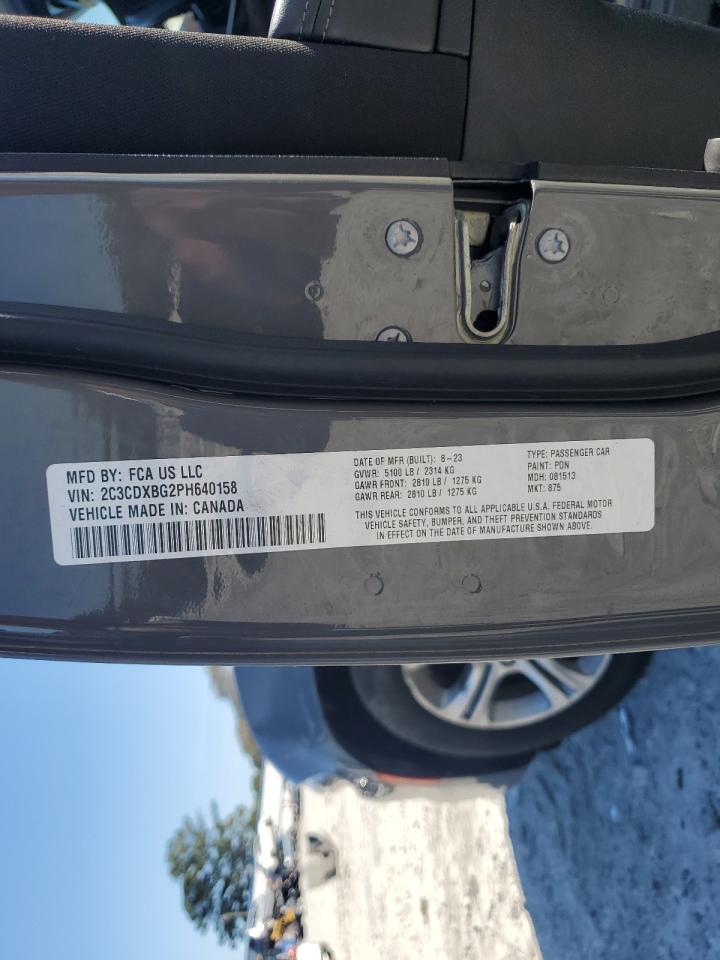 MFD BY: FCA US LLC
VIN: 2C3CDXBG2PH640158
VEHICLE MADE IN: CANADA
DATE OF MFR (BUILT): 8-23
GVWR: 5100 LB / 2314 KG
GAWR FRONT: 2810 LB / 1275 KG
GAWR REAR: 2810 LB / 1275 KG
THIS VEHICLE CONFORMS TO ALL APPLICABLE U.S.A. FEDERAL MOTOR
VEHICLE SAFETY, BUMPER, AND THEFT PREVENTION STANDARDS
IN EFFECT ON THE DATE OF MANUFACTURE SHOWN ABOVE.
TYPE: PASSENGER CAR
PAINT: PDN
MDH: 081513
MKT: 875